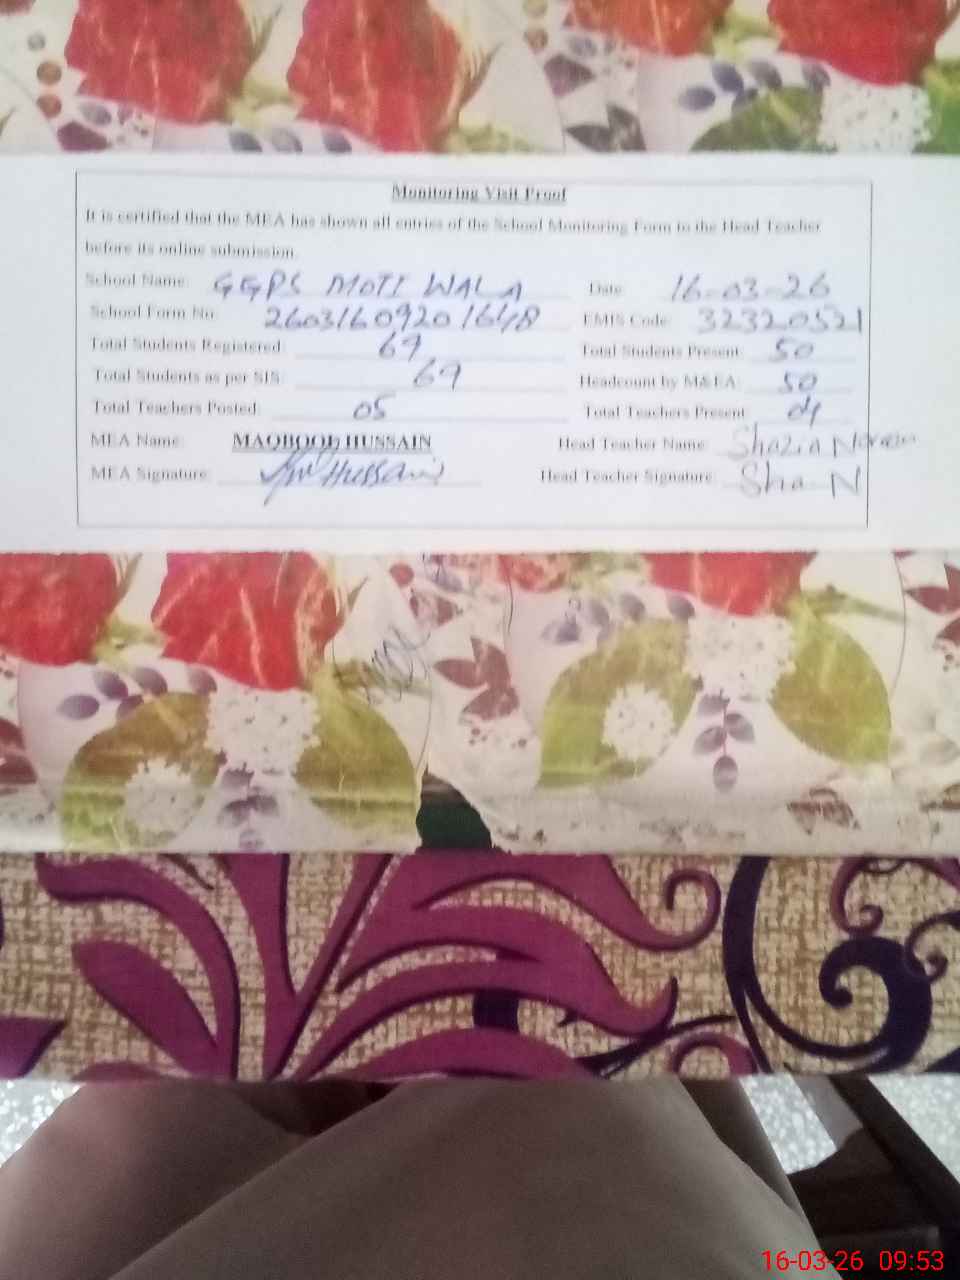 Monitoring Visit Proof
It is certified that the MEA has shown all entries of the School Monitoring Form to the Head Teacher
before its online submission.
School Name: GGPS MOTI WALA Date: 16-03-26
School Form No: 2603160920 1648 EMIS Code: 32320521
Total Students Registered: 69 Total Students Present: 50
Total Students as per SIS: 69 Headcount by M&EA: 50
Total Teachers Posted: 05 Total Teachers Present: 04
MEA Name: MAQBOOL HUSSAIN Head Teacher Name: Shazia
MEA Signature: Hussain Head Teacher Signature: Sha N
16-03-26 09:53